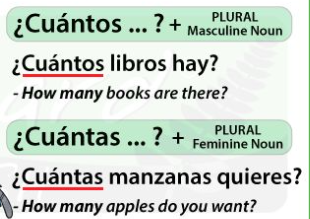 ¿Cuántos ... ? + PLURAL Masculine Noun
¿Cuántos libros hay?
- How many books are there?
¿Cuántas ... ? + PLURAL Feminine Noun
¿Cuántas manzanas quieres?
- How many apples do you want?